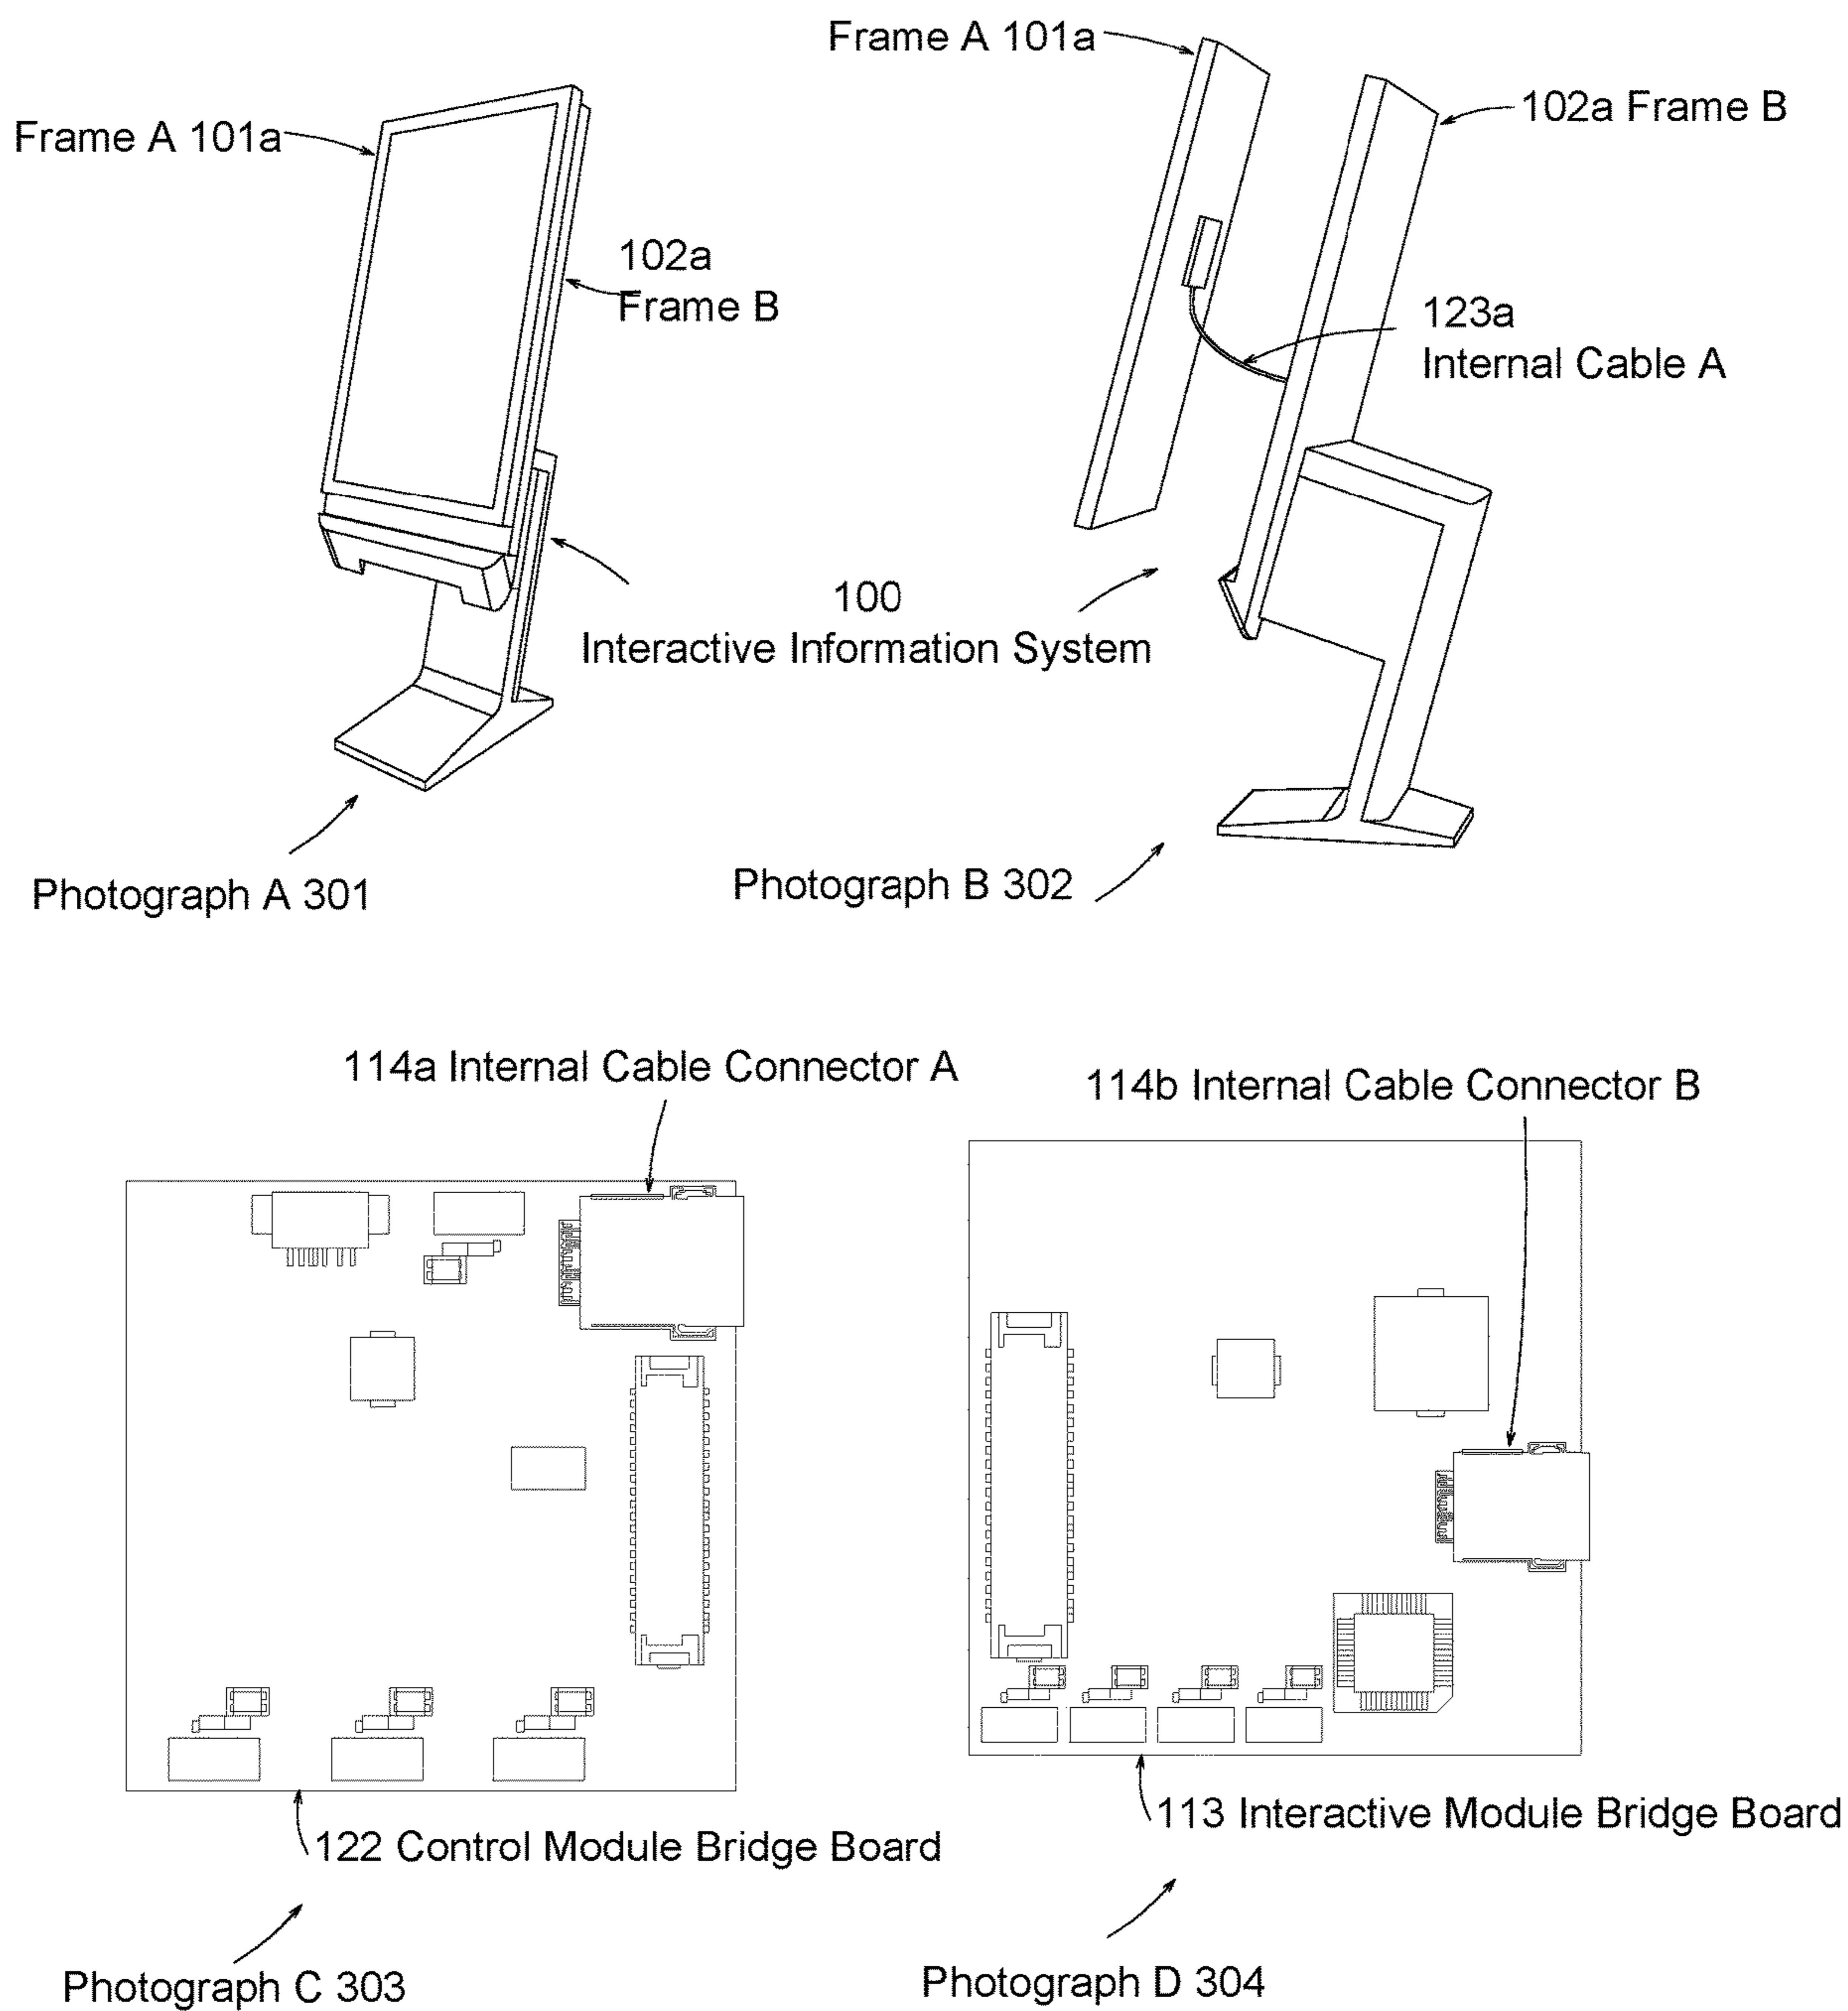 Frame A 101a
Frame A 101a
102a Frame B
102a
Frame B
123a
Internal Cable A
100
Interactive Information System
Photograph A 301
Photograph B 302
114a Internal Cable Connector A
114b Internal Cable Connector B
122 Control Module Bridge Board
113 Interactive Module Bridge Board
Photograph C 303
Photograph D 304